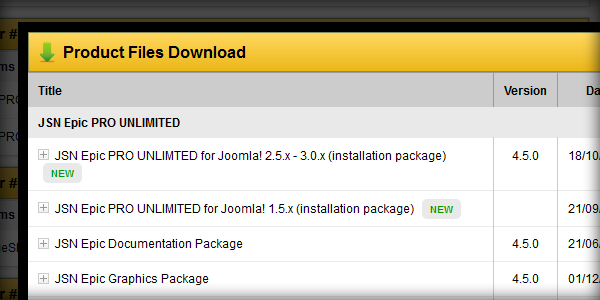 Product Files Download
Title Version Da
JSN Epic PRO UNLIMITED
JSN Epic PRO UNLIMTED for Joomla! 2.5.x - 3.0.x (installation package) 4.5.0 18/10/
NEW
JSN Epic PRO UNLIMTED for Joomla! 1.5.x (installation package) NEW 21/09/
JSN Epic Documentation Package 4.5.0 21/06/
JSN Epic Graphics Package 4.5.0 01/12/